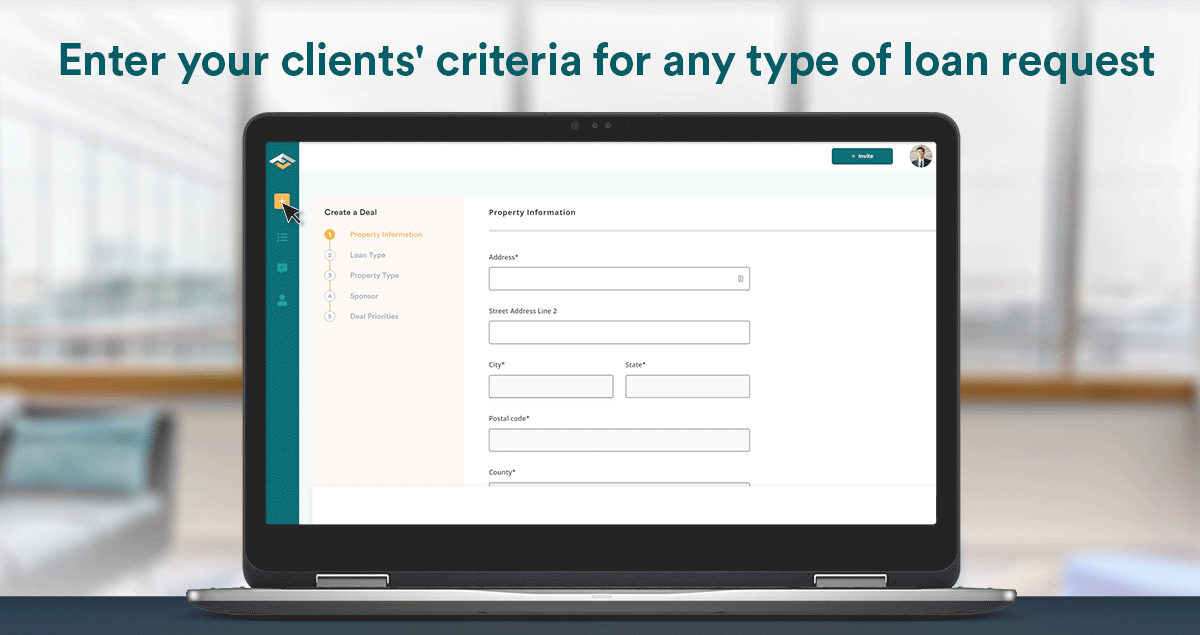 Enter your clients' criteria for any type of loan request
+ Invite
Create a Deal
1 Property Information
2 Loan Type
3 Property Type
4 Sponsor
5 Deal Priorities
Property Information
Address*
Street Address Line 2
City* State*
Postal code*
County*